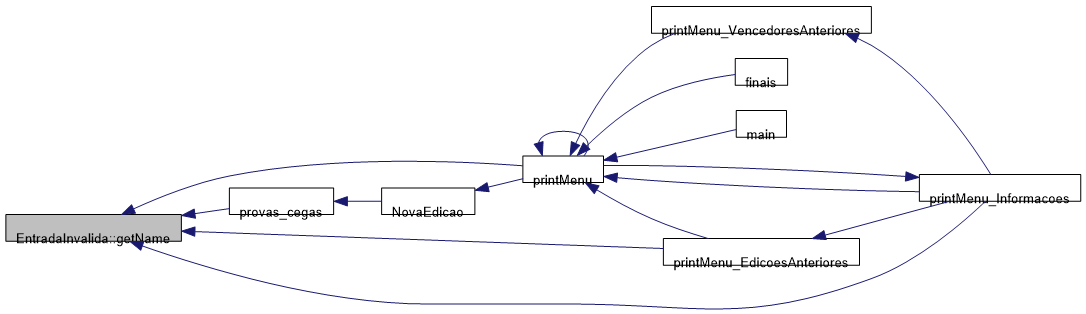 printMenu_VencedoresAnteriores
finais
main
printMenu
printMenu_Informacoes
provas_cegas
NovaEdicao
EntradaInvalida::getName
printMenu_EdicoesAnteriores